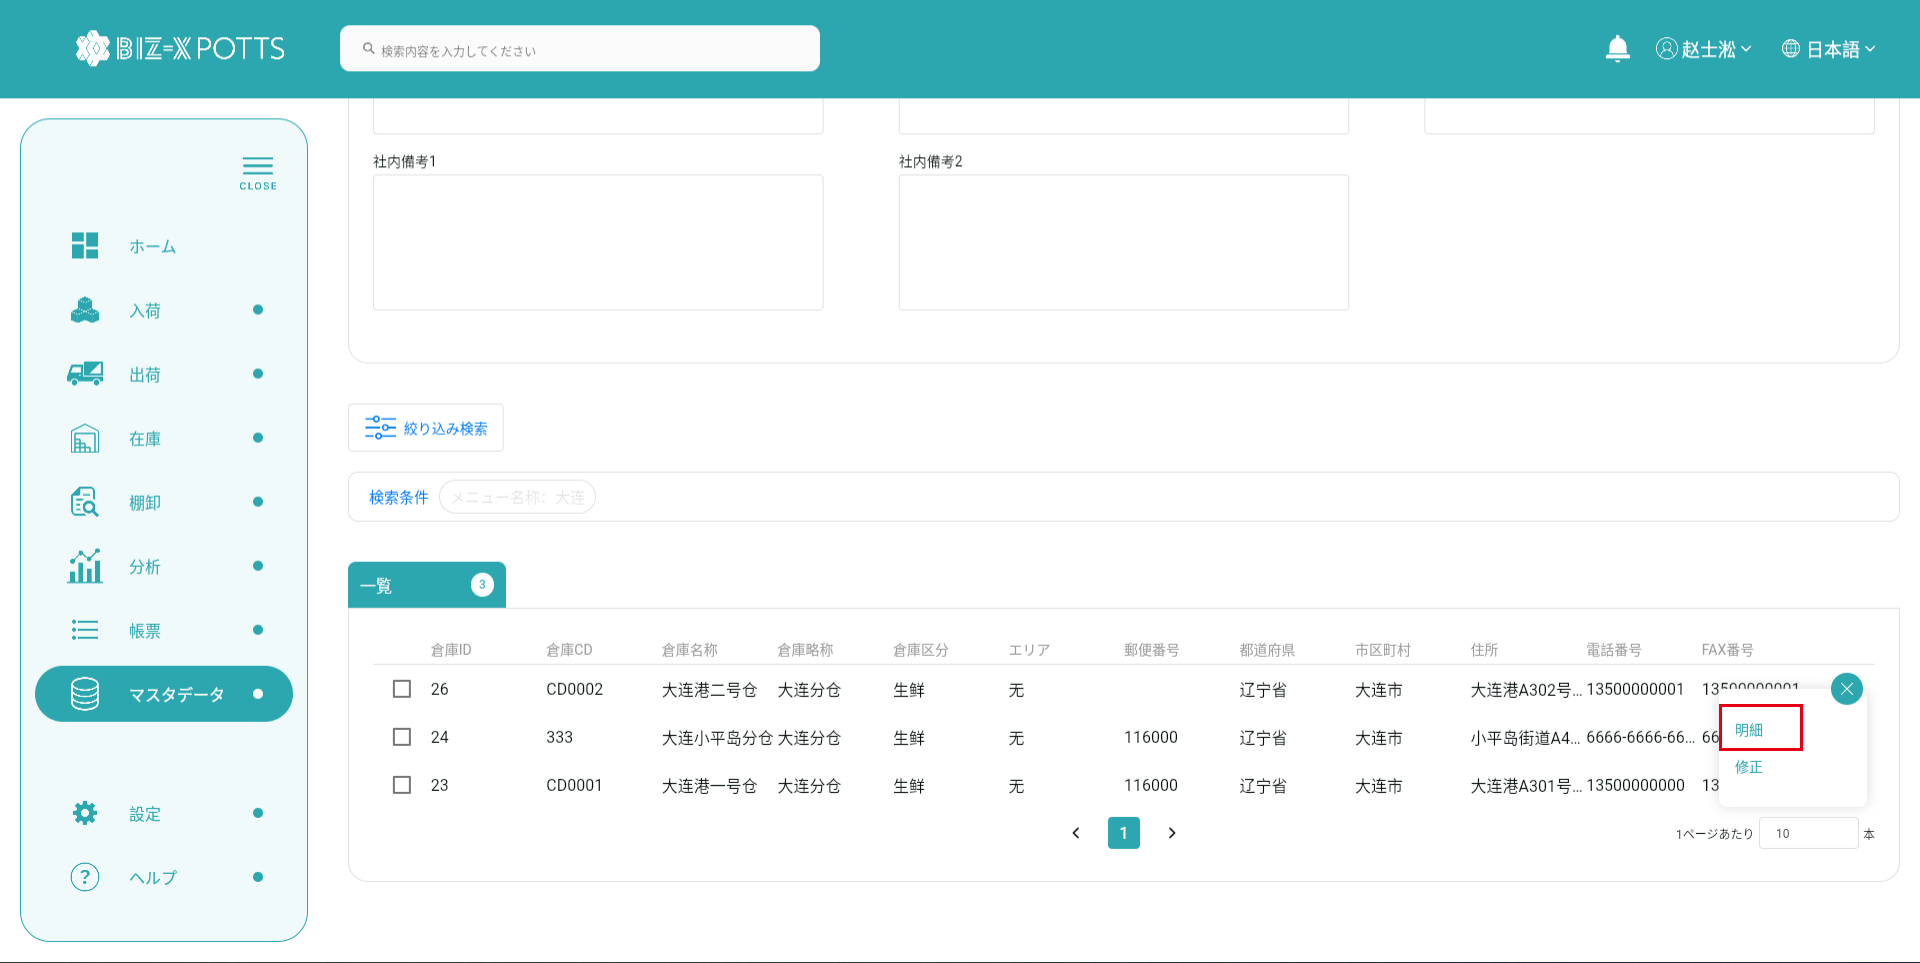 BIZ=X POTTS
検索内容を入力してください
赵士淞
日本語
CLOSE
ホーム
入荷
出荷
在庫
棚卸
分析
帳票
マスタデータ
設定
ヘルプ
社内備考1 社内備考2
絞り込み検索
検索条件 メニュー名称：大连
一覧 3
倉庫ID 倉庫CD 倉庫名称 倉庫略称 倉庫区分 エリア 郵便番号 都道府県 市区町村 住所 電話番号 FAX番号
26 CD0002 大连港二号仓 大连分仓 生鲜 无 辽宁省 大连市 大连港A302号... 13500000001 13500000001
24 333 大连小平岛分仓 大连分仓 生鲜 无 116000 辽宁省 大连市 小平岛街道A4... 6666-6666-66... 66
23 CD0001 大连港一号仓 大连分仓 生鲜 无 116000 辽宁省 大连市 大连港A301号... 13500000000 13
明細
修正
1
1ページあたり 10 本